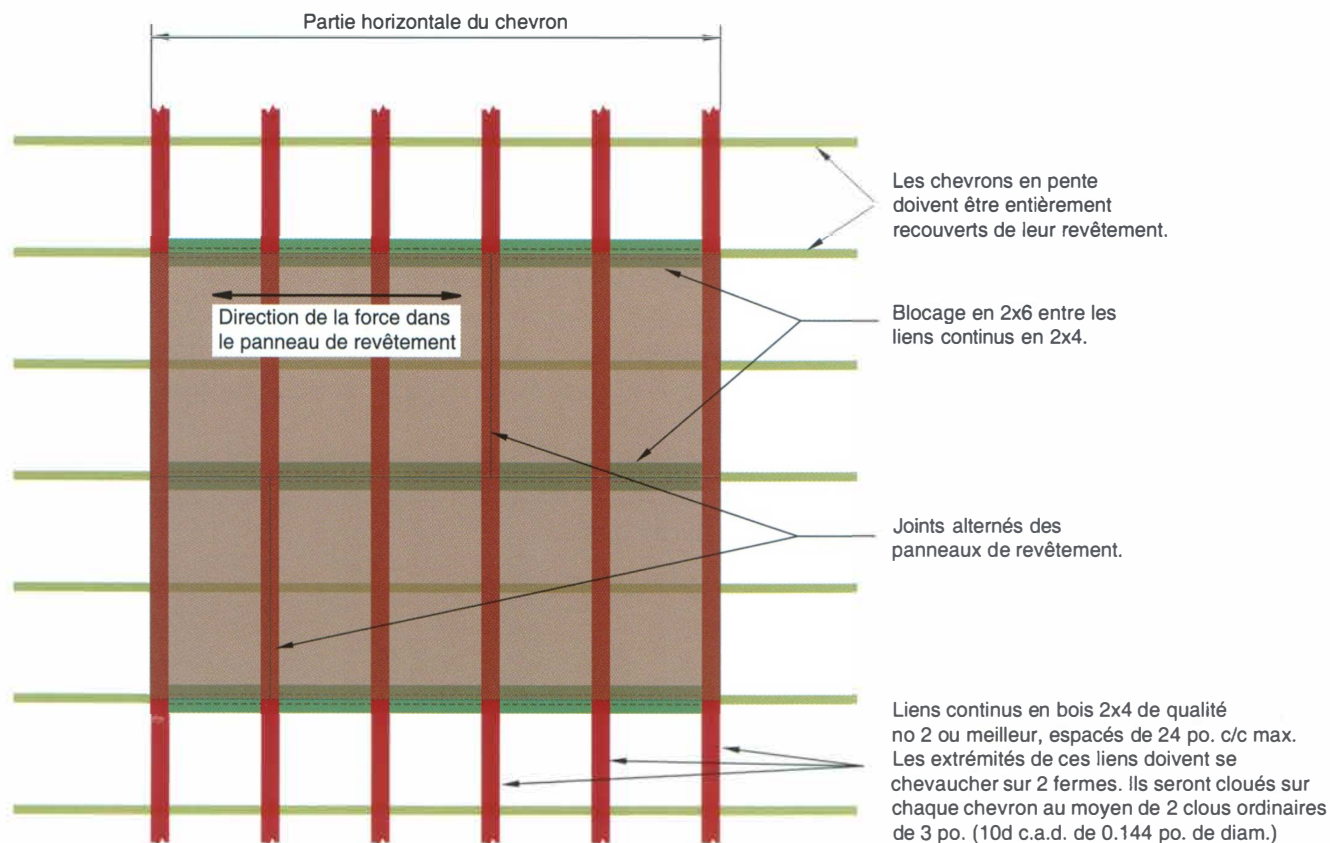 Partie horizontale du chevron
Les chevrons en pente
doivent être entièrement
recouverts de leur revêtement.
Direction de la force dans
le panneau de revêtement
Blocage en 2x6 entre les
liens continus en 2x4.
Joints alternés des
panneaux de revêtement.
Liens continus en bois 2x4 de qualité
no 2 ou meilleur, espacés de 24 po. c/c max.
Les extrémités de ces liens doivent se
chevaucher sur 2 fermes. Ils seront cloués sur
chaque chevron au moyen de 2 clous ordinaires
de 3 po. (10d c.a.d. de 0.144 po. de diam.)